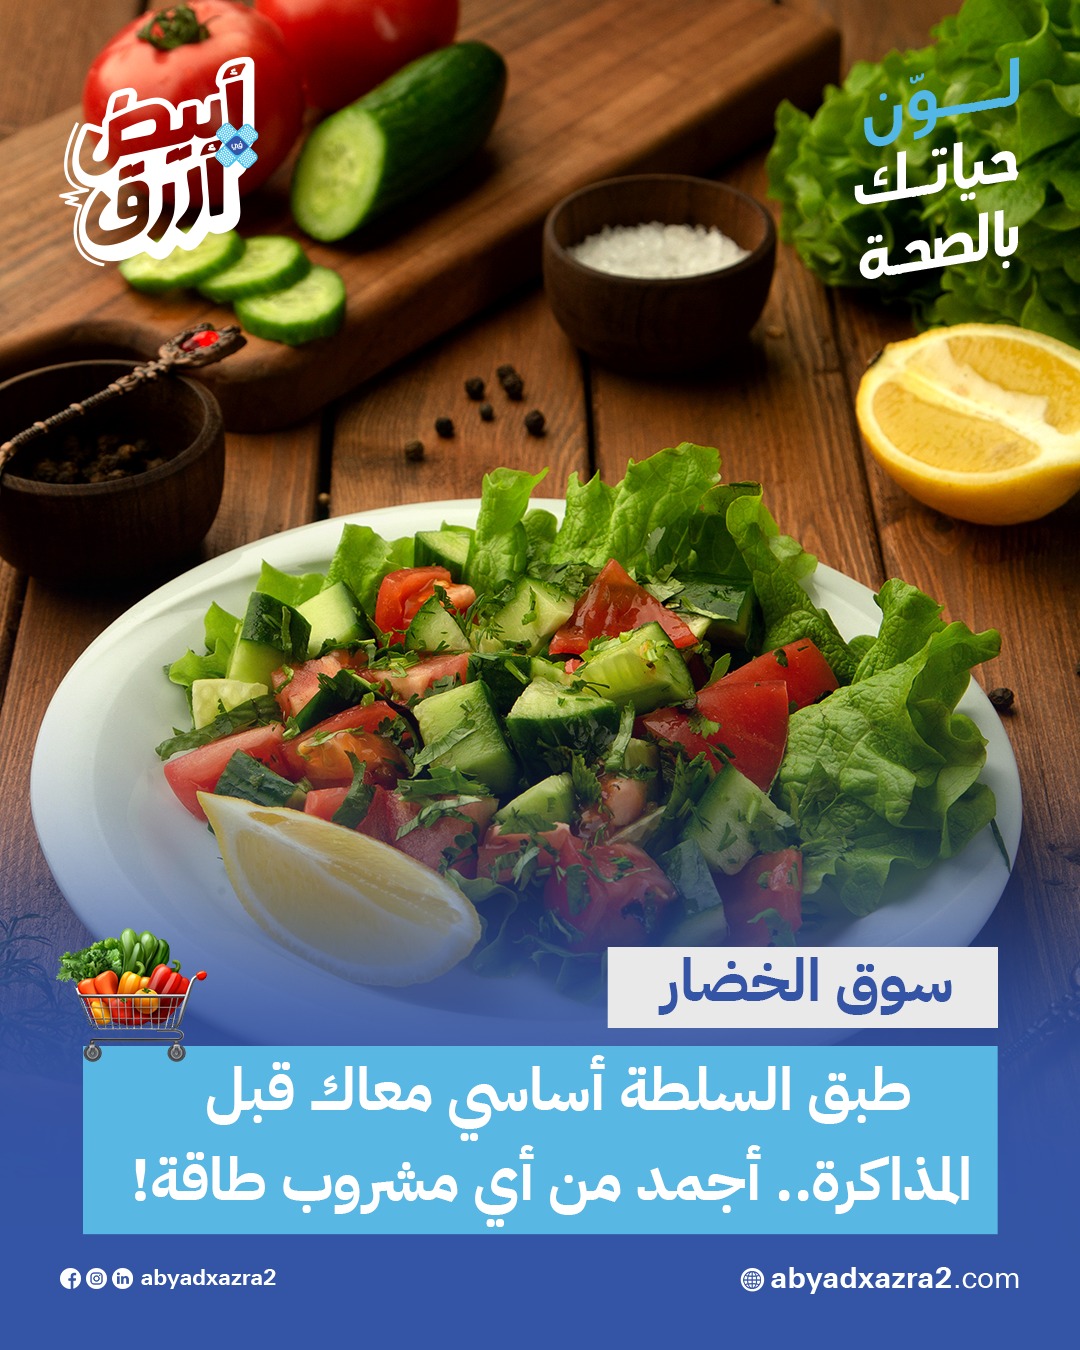 أبيض
في
أزرق
لــوّن
حياتك
بالصحة
سوق الخضار
طبق السلطة أساسي معاك قبل
المذاكرة.. أجمد من أي مشروب طاقة!
abyadxazra2
abyadxazra2.com